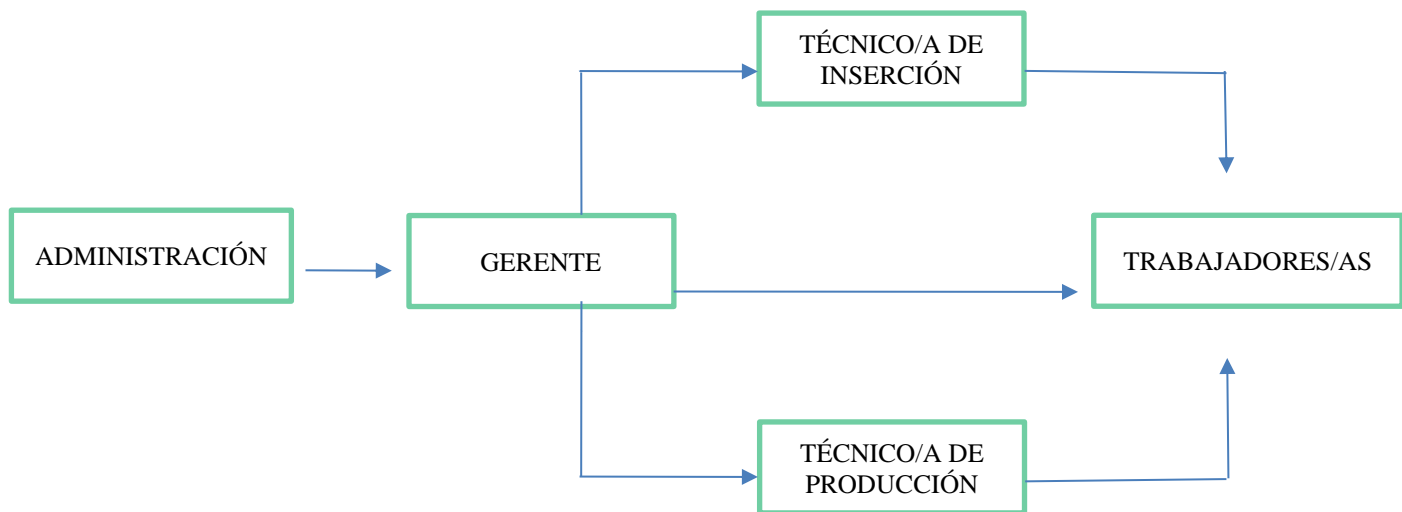 TÉCNICO/A DE
INSERCIÓN
ADMINISTRACIÓN
GERENTE
TRABAJADORES/AS
TÉCNICO/A DE
PRODUCCIÓN